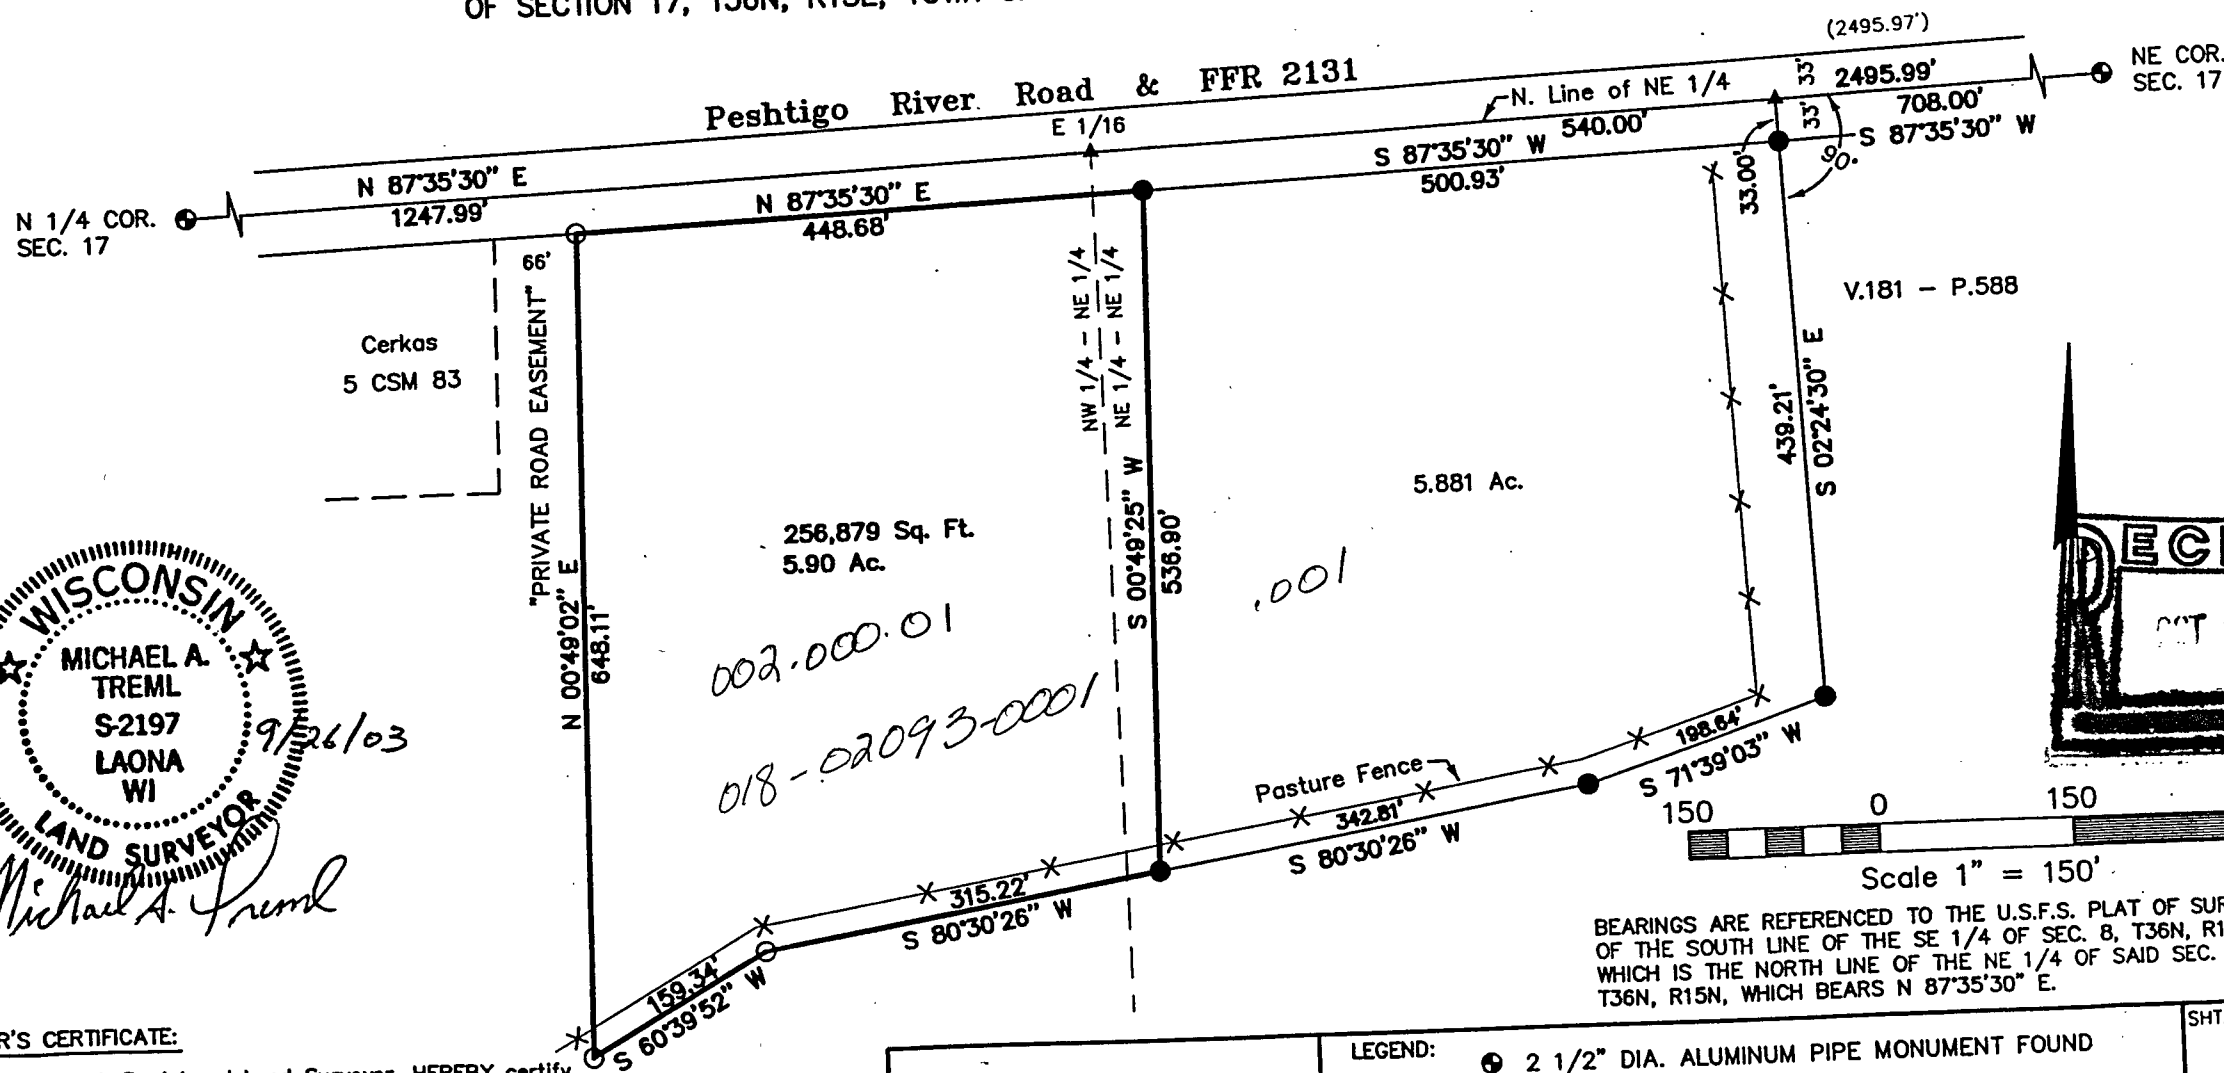 OF SECTION 17, T36N, R15E, TOWN
(2495.97')
NE COR.
SEC. 17
33'
2495.99'
Peshtigo River Road & FFR 2131
N. Line of NE 1/4
708.00'
E 1/16
540.00'
33'
S 87°35'30" W
S 87°35'30" W
90°
N 87°35'30" E
N 87°35'30" E
500.93'
33.00'
N 1/4 COR.
SEC. 17
1247.99'
448.68'
66'
"PRIVATE ROAD EASEMENT"
NW 1/4 - NE 1/4
NE 1/4 - NE 1/4
V.181 - P.588
Cerkas
5 CSM 83
439.21'
S 02°24'30" E
5.881 Ac.
256,879 Sq. Ft.
5.90 Ac.
S 00°49'25" W
536.90'
.001
N 00°49'02" E
648.11'
002.000.01
018-02093-0001
WISCONSIN
MICHAEL A.
TREML
S-2197
LAONA
WI
LAND SURVEYOR
9/26/03
Michael A. Treml
DEC
OCT
198.64'
S 71°39'03" W
Pasture Fence
342.81'
S 80°30'26" W
315.22'
S 80°30'26" W
159.34'
S 60°39'52" W
150 0 150
Scale 1" = 150'
BEARINGS ARE REFERENCED TO THE U.S.F.S. PLAT OF SUR
OF THE SOUTH LINE OF THE SE 1/4 OF SEC. 8, T36N, R1
WHICH IS THE NORTH LINE OF THE NE 1/4 OF SAID SEC.
T36N, R15N, WHICH BEARS N 87°35'30" E.
R'S CERTIFICATE:
Surveyor, HEREBY certify
LEGEND:
2 1/2" DIA. ALUMINUM PIPE MONUMENT FOUND
SHT